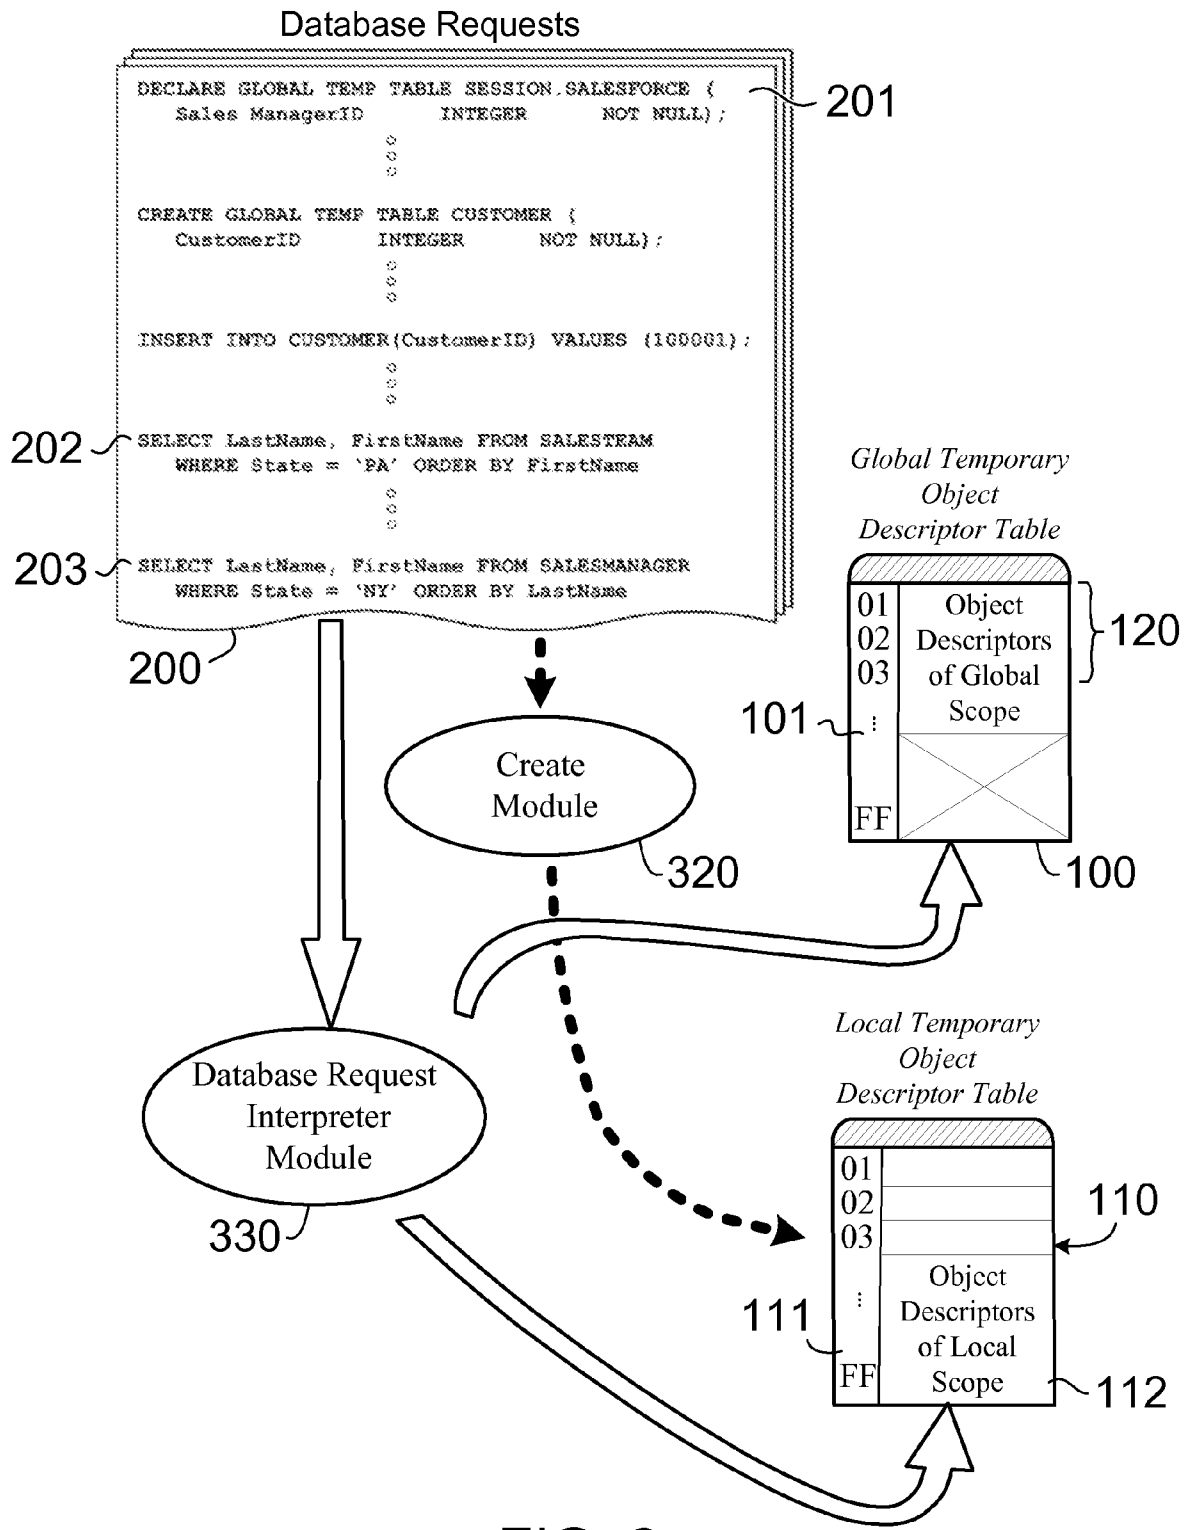 Database Requests
DECLARE GLOBAL TEMP TABLE SESSION.SALESFORCE (
Sales ManagerID INTEGER NOT NULL);
201
CREATE GLOBAL TEMP TABLE CUSTOMER (
CustomerID INTEGER NOT NULL);
INSERT INTO CUSTOMER(CustomerID) VALUES (100001);
202
SELECT LastName, FirstName FROM SALESTEAM
WHERE State = 'PA' ORDER BY FirstName
203
SELECT LastName, FirstName FROM SALESMANAGER
WHERE State = 'NY' ORDER BY LastName
200
Global Temporary
Object
Descriptor Table
01
02
03
...
FF
Object
Descriptors
of Global
Scope
120
101
100
Create
Module
320
Database Request
Interpreter
Module
330
Local Temporary
Object
Descriptor Table
01
02
03
...
FF
Object
Descriptors
of Local
Scope
110
111
112